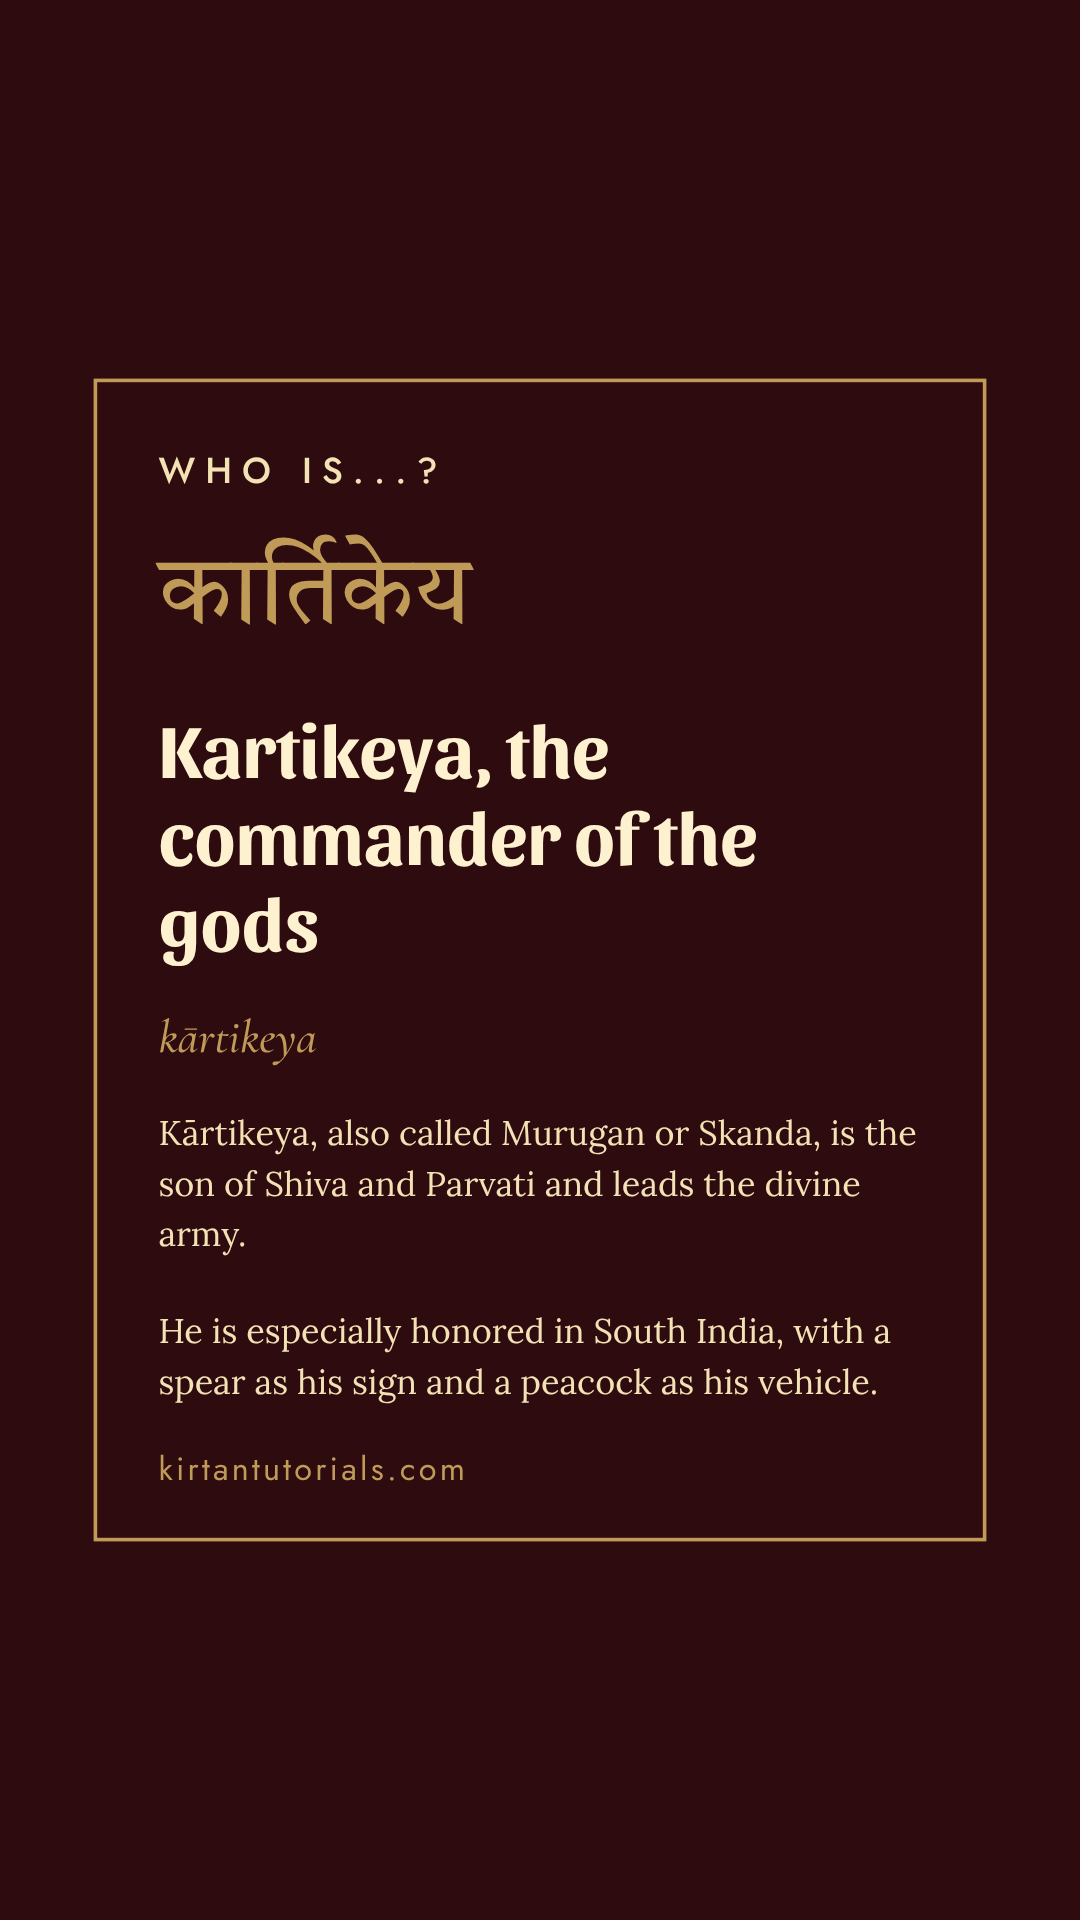 WHO IS...?
कार्तिकेय
Kartikeya, the
commander of the
gods
kārtikeya
Kārtikeya, also called Murugan or Skanda, is the
son of Shiva and Parvati and leads the divine
army.
He is especially honored in South India, with a
spear as his sign and a peacock as his vehicle.
kirtantutorials.com